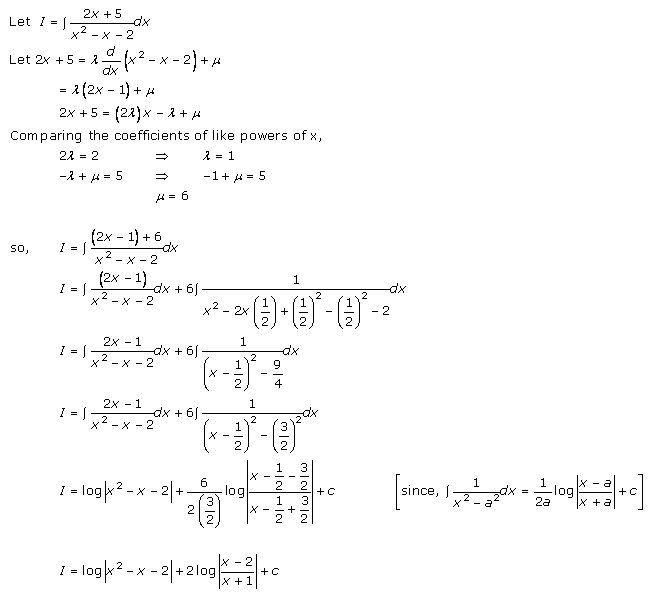 Let I = ∫ (2x + 5)/(x² − x − 2) dx
Let 2x + 5 = λ d/dx (x² − x − 2) + μ
= λ(2x − 1) + μ
2x + 5 = (2λ)x − λ + μ
Comparing the coefficients of like powers of x,
2λ = 2 ⇒ λ = 1
−λ + μ = 5 ⇒ −1 + μ = 5
μ = 6
so, I = ∫ ((2x − 1) + 6)/(x² − x − 2) dx
I = ∫ (2x − 1)/(x² − x − 2) dx + 6∫ 1/(x² − 2x(1/2) + (1/2)² − (1/2)² − 2) dx
I = ∫ (2x − 1)/(x² − x − 2) dx + 6∫ 1/((x − 1/2)² − 9/4) dx
I = ∫ (2x − 1)/(x² − x − 2) dx + 6∫ 1/((x − 1/2)² − (3/2)²) dx
I = log|x² − x − 2| + 6/(2(3/2)) log|(x − 1/2 − 3/2)/(x − 1/2 + 3/2)| + c [since, ∫ 1/(x² − a²) dx = 1/(2a) log|(x − a)/(x + a)| + c]
I = log|x² − x − 2| + 2 log|(x − 2)/(x + 1)| + c